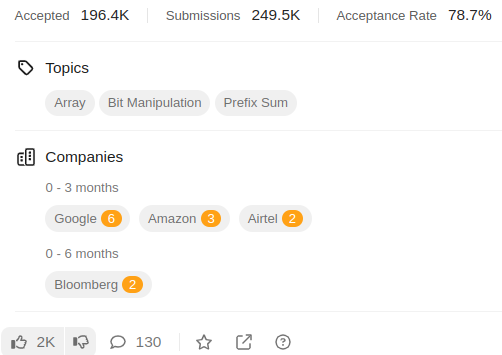 Accepted 196.4K Submissions 249.5K Acceptance Rate 78.7%
Topics
Array Bit Manipulation Prefix Sum
Companies
0 - 3 months
Google 6 Amazon 3 Airtel 2
0 - 6 months
Bloomberg 2
2K 130